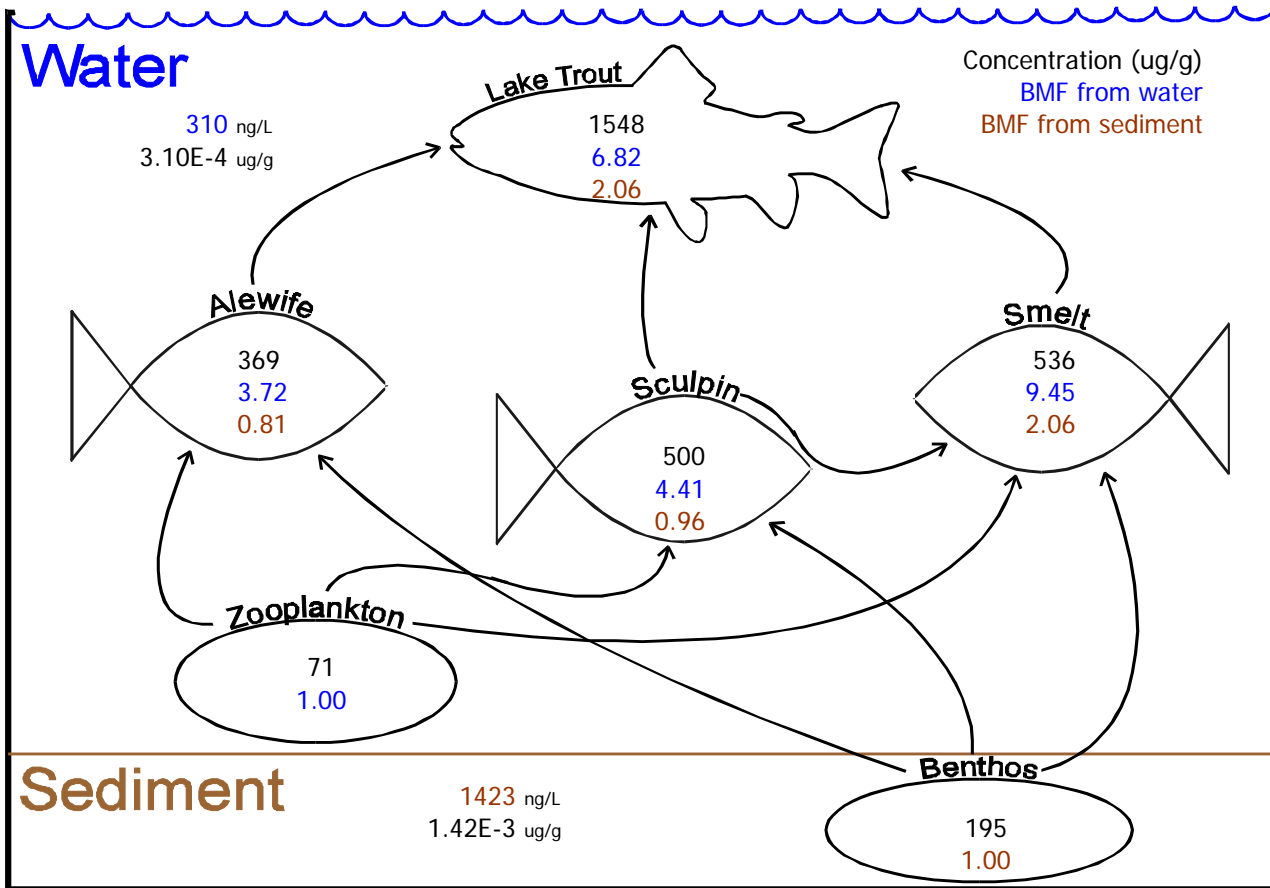 Water
310 ng/L
3.10E-4 ug/g
Concentration (ug/g)
BMF from water
BMF from sediment
Lake Trout
1548
6.82
2.06
Alewife
369
3.72
0.81
Sculpin
500
4.41
0.96
Smelt
536
9.45
2.06
Zooplankton
71
1.00
Sediment
1423 ng/L
1.42E-3 ug/g
Benthos
195
1.00